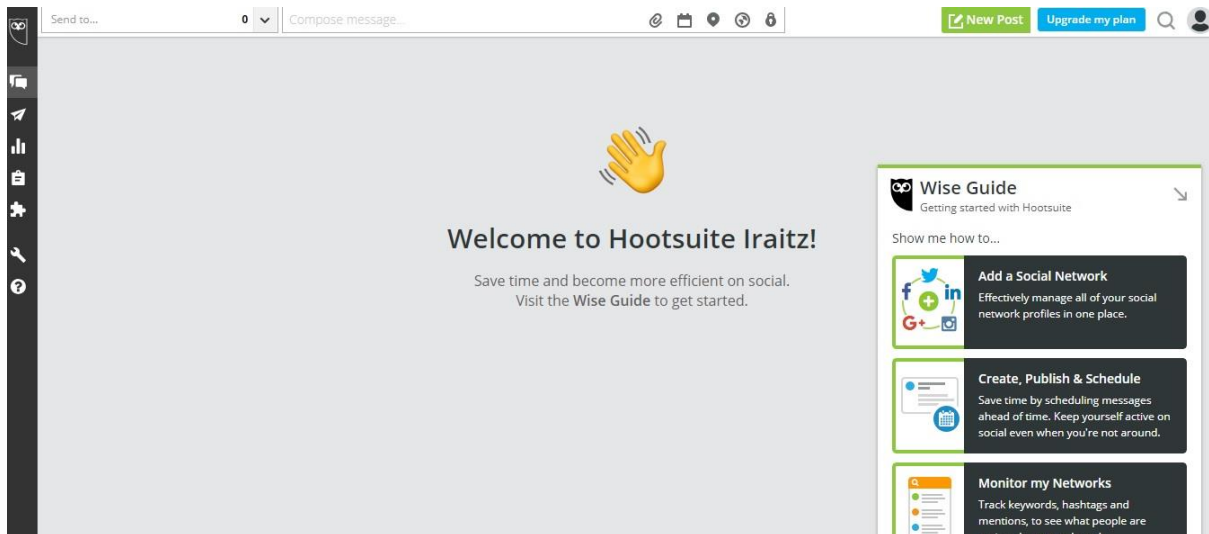 Send to...
0
Compose message...
New Post
Upgrade my plan
Welcome to Hootsuite Iraitz!
Save time and become more efficient on social.
Visit the Wise Guide to get started.
Wise Guide
Getting started with Hootsuite
Show me how to...
Add a Social Network
Effectively manage all of your social
network profiles in one place.
Create, Publish & Schedule
Save time by scheduling messages
ahead of time. Keep yourself active on
social even when you're not around.
Monitor my Networks
Track keywords, hashtags and
mentions, to see what people are